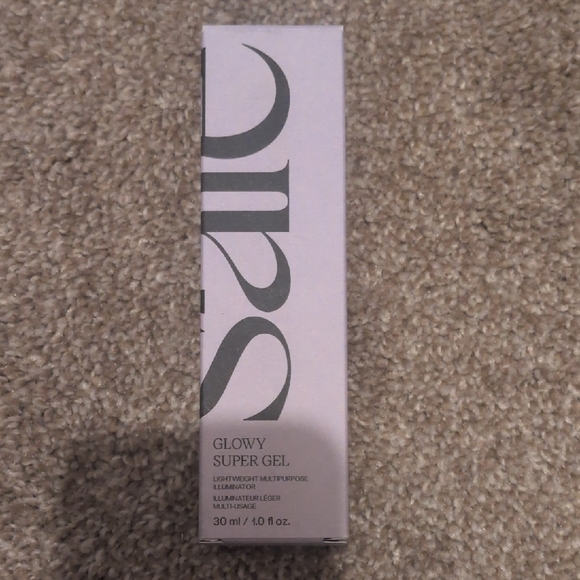 GLOWY
SUPER GEL
LIGHTWEIGHT MULTIPURPOSE
ILLUMINATOR
ILLUMINATEUR LÉGER
MULTI-USAGE
30 ml / 1.0 fl oz.